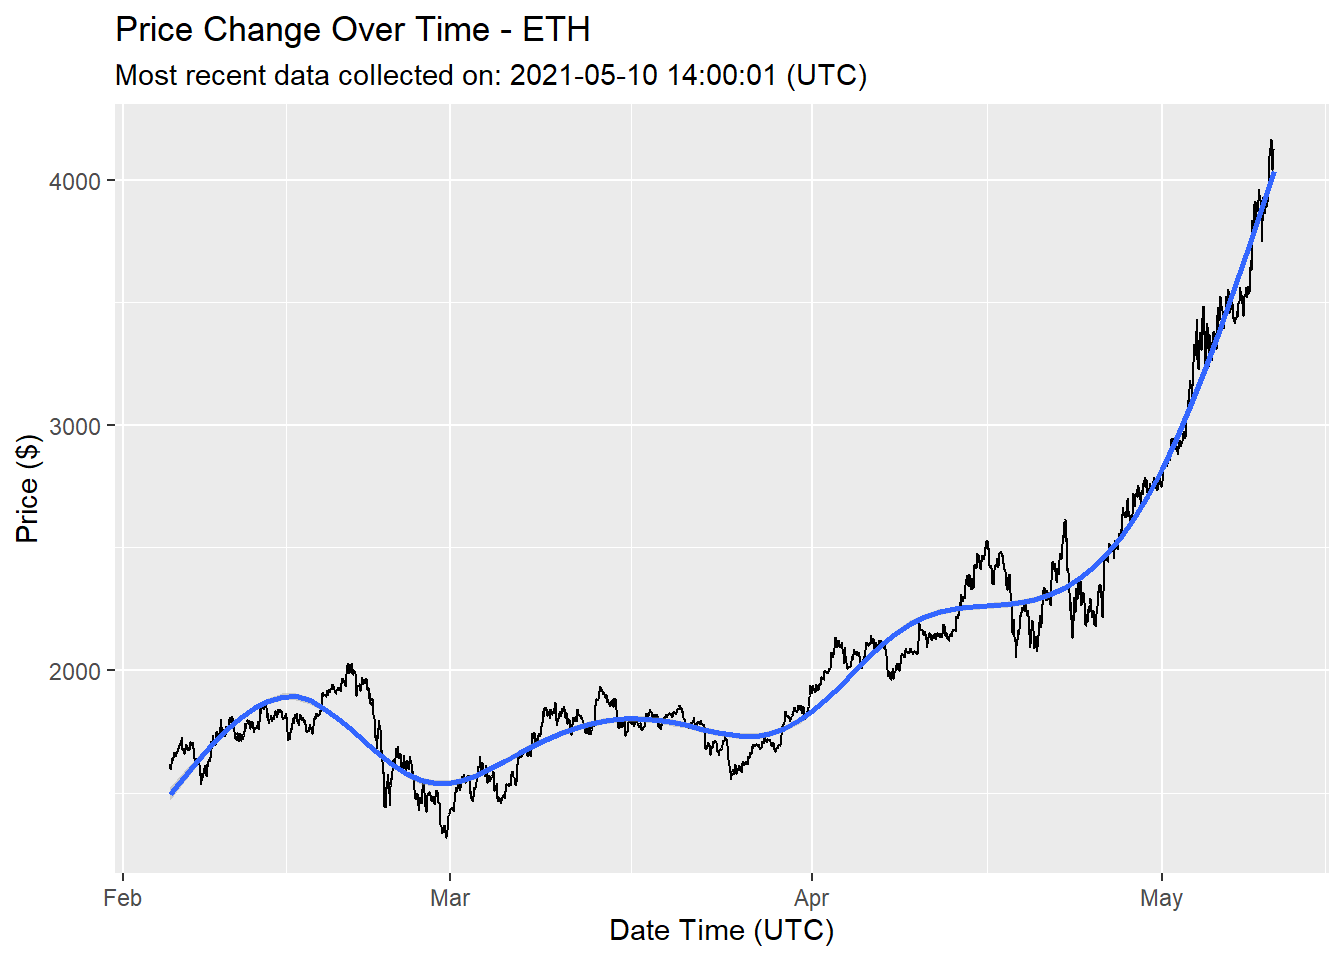 Price Change Over Time - ETH
Most recent data collected on: 2021-05-10 14:00:01 (UTC)
4000
3000
2000
Price ($)
Feb
Mar
Apr
May
Date Time (UTC)